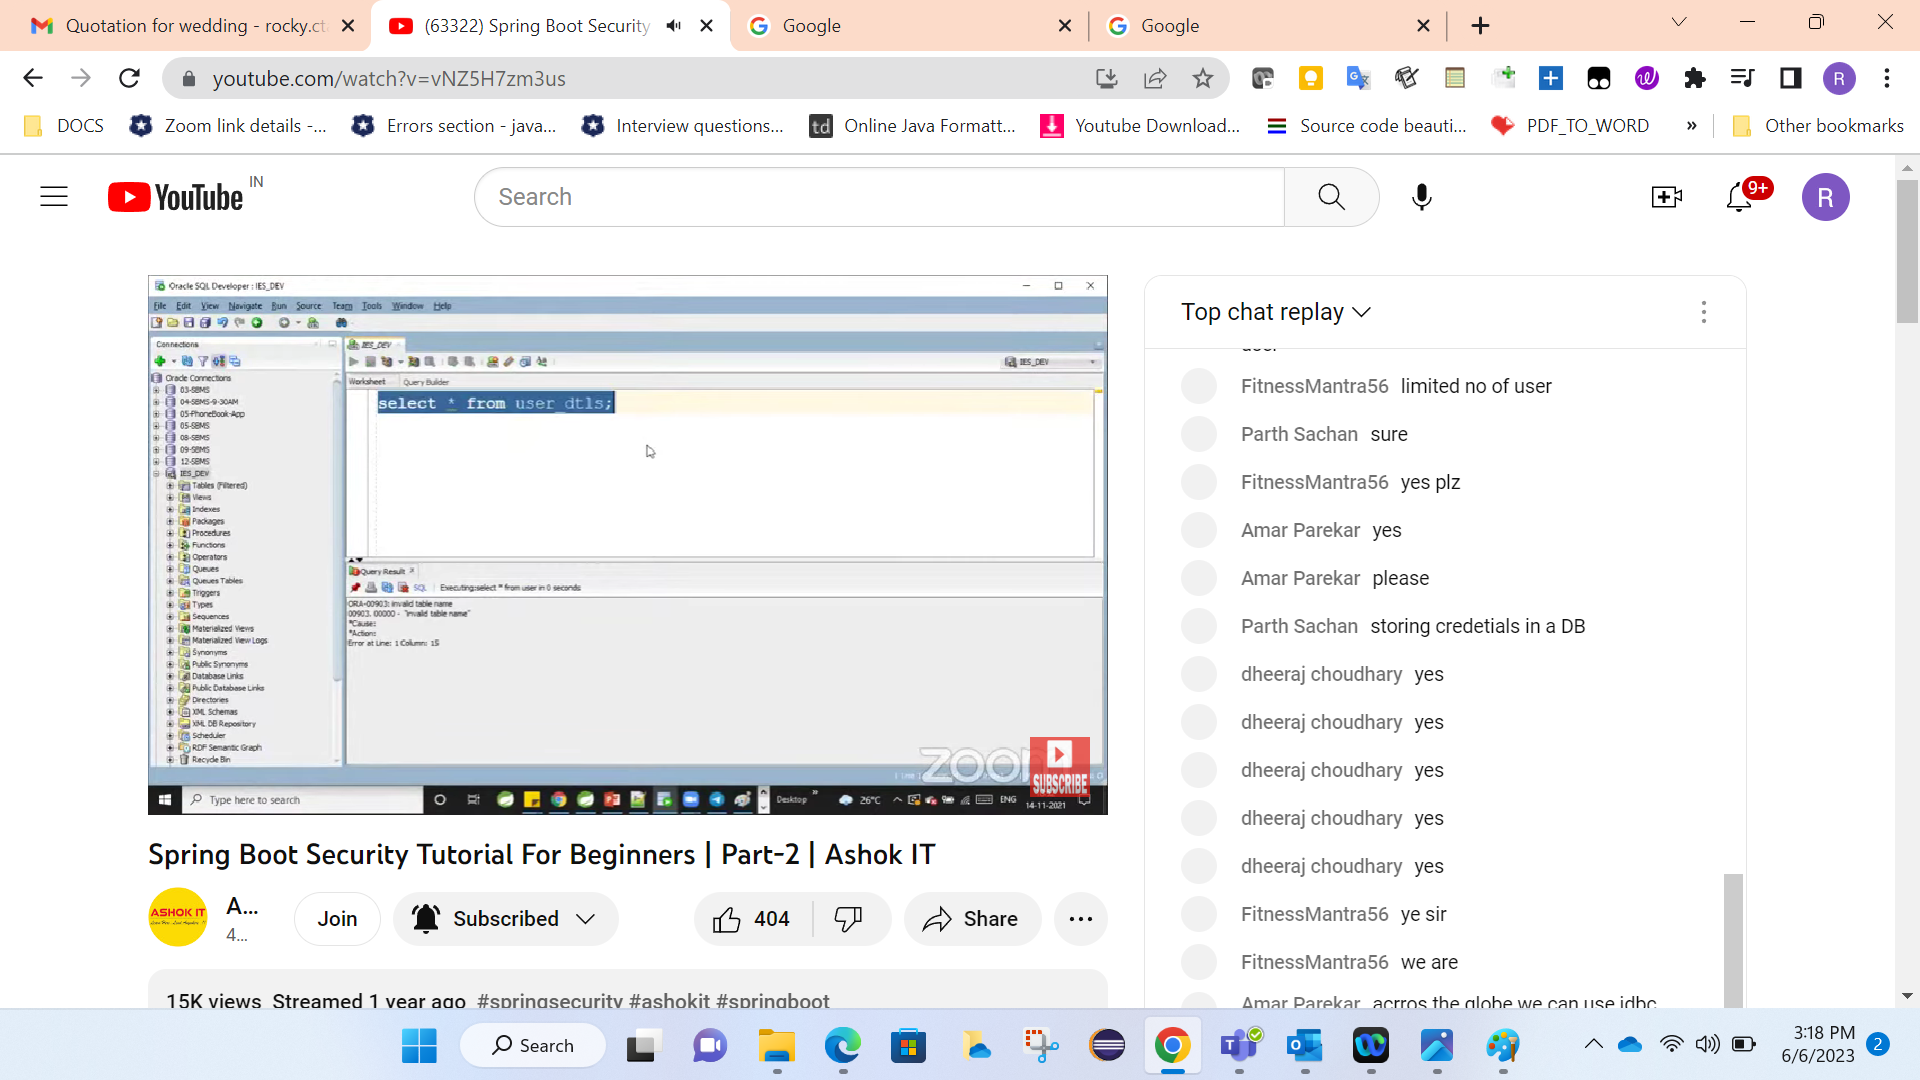 Quotation for wedding - rocky.cta
(63322) Spring Boot Security
Google
Google
youtube.com/watch?v=vNZ5H7zm3us
R
DOCS
Zoom link details -...
Errors section - java...
Interview questions...
td
Online Java Formatt...
Youtube Download...
Source code beauti...
PDF_TO_WORD
»
Other bookmarks
YouTube
IN
Search
9+
R
Oracle SQL Developer : IES_DEV
File Edit View Navigate Run Source Team Tools Window Help
Connections
Oracle Connections
03-SBMS
04-SBMS-9-30AM
05-PhoneBook-App
05-SBMS
08-SBMS
09-SBMS
12-SBMS
IES_DEV
Tables (Filtered)
Views
Indexes
Packages
Procedures
Functions
Operators
Queues
Queues Tables
Triggers
Types
Sequences
Materialized Views
Materialized View Logs
Synonyms
Public Synonyms
Database Links
Public Database Links
Directories
XML Schemas
XML DB Repository
Scheduler
RDF Semantic Graph
Recycle Bin
IES_DEV
IES_DEV
Worksheet Query Builder
select * from user_dtls;
Query Result
SQL | Executing:select * from user in 0 seconds
ORA-00903: invalid table name
00903. 00000 - "invalid table name"
*Cause:
*Action:
Error at Line: 1 Column: 15
zoom
SUBSCRIBE
Type here to search
Desktop
26°C
ENG
14-11-2021
Spring Boot Security Tutorial For Beginners | Part-2 | Ashok IT
ASHOK IT
A...
4...
Join
Subscribed
404
Share
15K views Streamed 1 year ago #springsecurity #ashokit #springboot
Top chat replay
user
FitnessMantra56 limited no of user
Parth Sachan sure
FitnessMantra56 yes plz
Amar Parekar yes
Amar Parekar please
Parth Sachan storing credetials in a DB
dheeraj choudhary yes
dheeraj choudhary yes
dheeraj choudhary yes
dheeraj choudhary yes
dheeraj choudhary yes
FitnessMantra56 ye sir
FitnessMantra56 we are
Amar Parekar acrros the globe we can use jdbc
Search
3:18 PM
6/6/2023
2